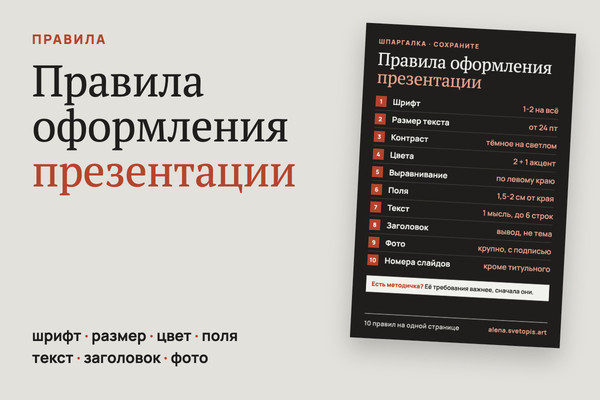 ПРАВИЛА
Правила
оформления
презентации
шрифт · размер · цвет · поля
текст · заголовок · фото
ШПАРГАЛКА · СОХРАНИТЕ
Правила оформления
презентации
1 Шрифт 1-2 на всё
2 Размер текста от 24 пт
3 Контраст тёмное на светлом
4 Цвета 2 + 1 акцент
5 Выравнивание по левому краю
6 Поля 1,5-2 см от края
7 Текст 1 мысль, до 6 строк
8 Заголовок вывод, не тема
9 Фото крупно, с подписью
10 Номера слайдов кроме титульного
Есть методичка? Её требования важнее, сначала они.
10 правил на одной странице alena.svetopis.art